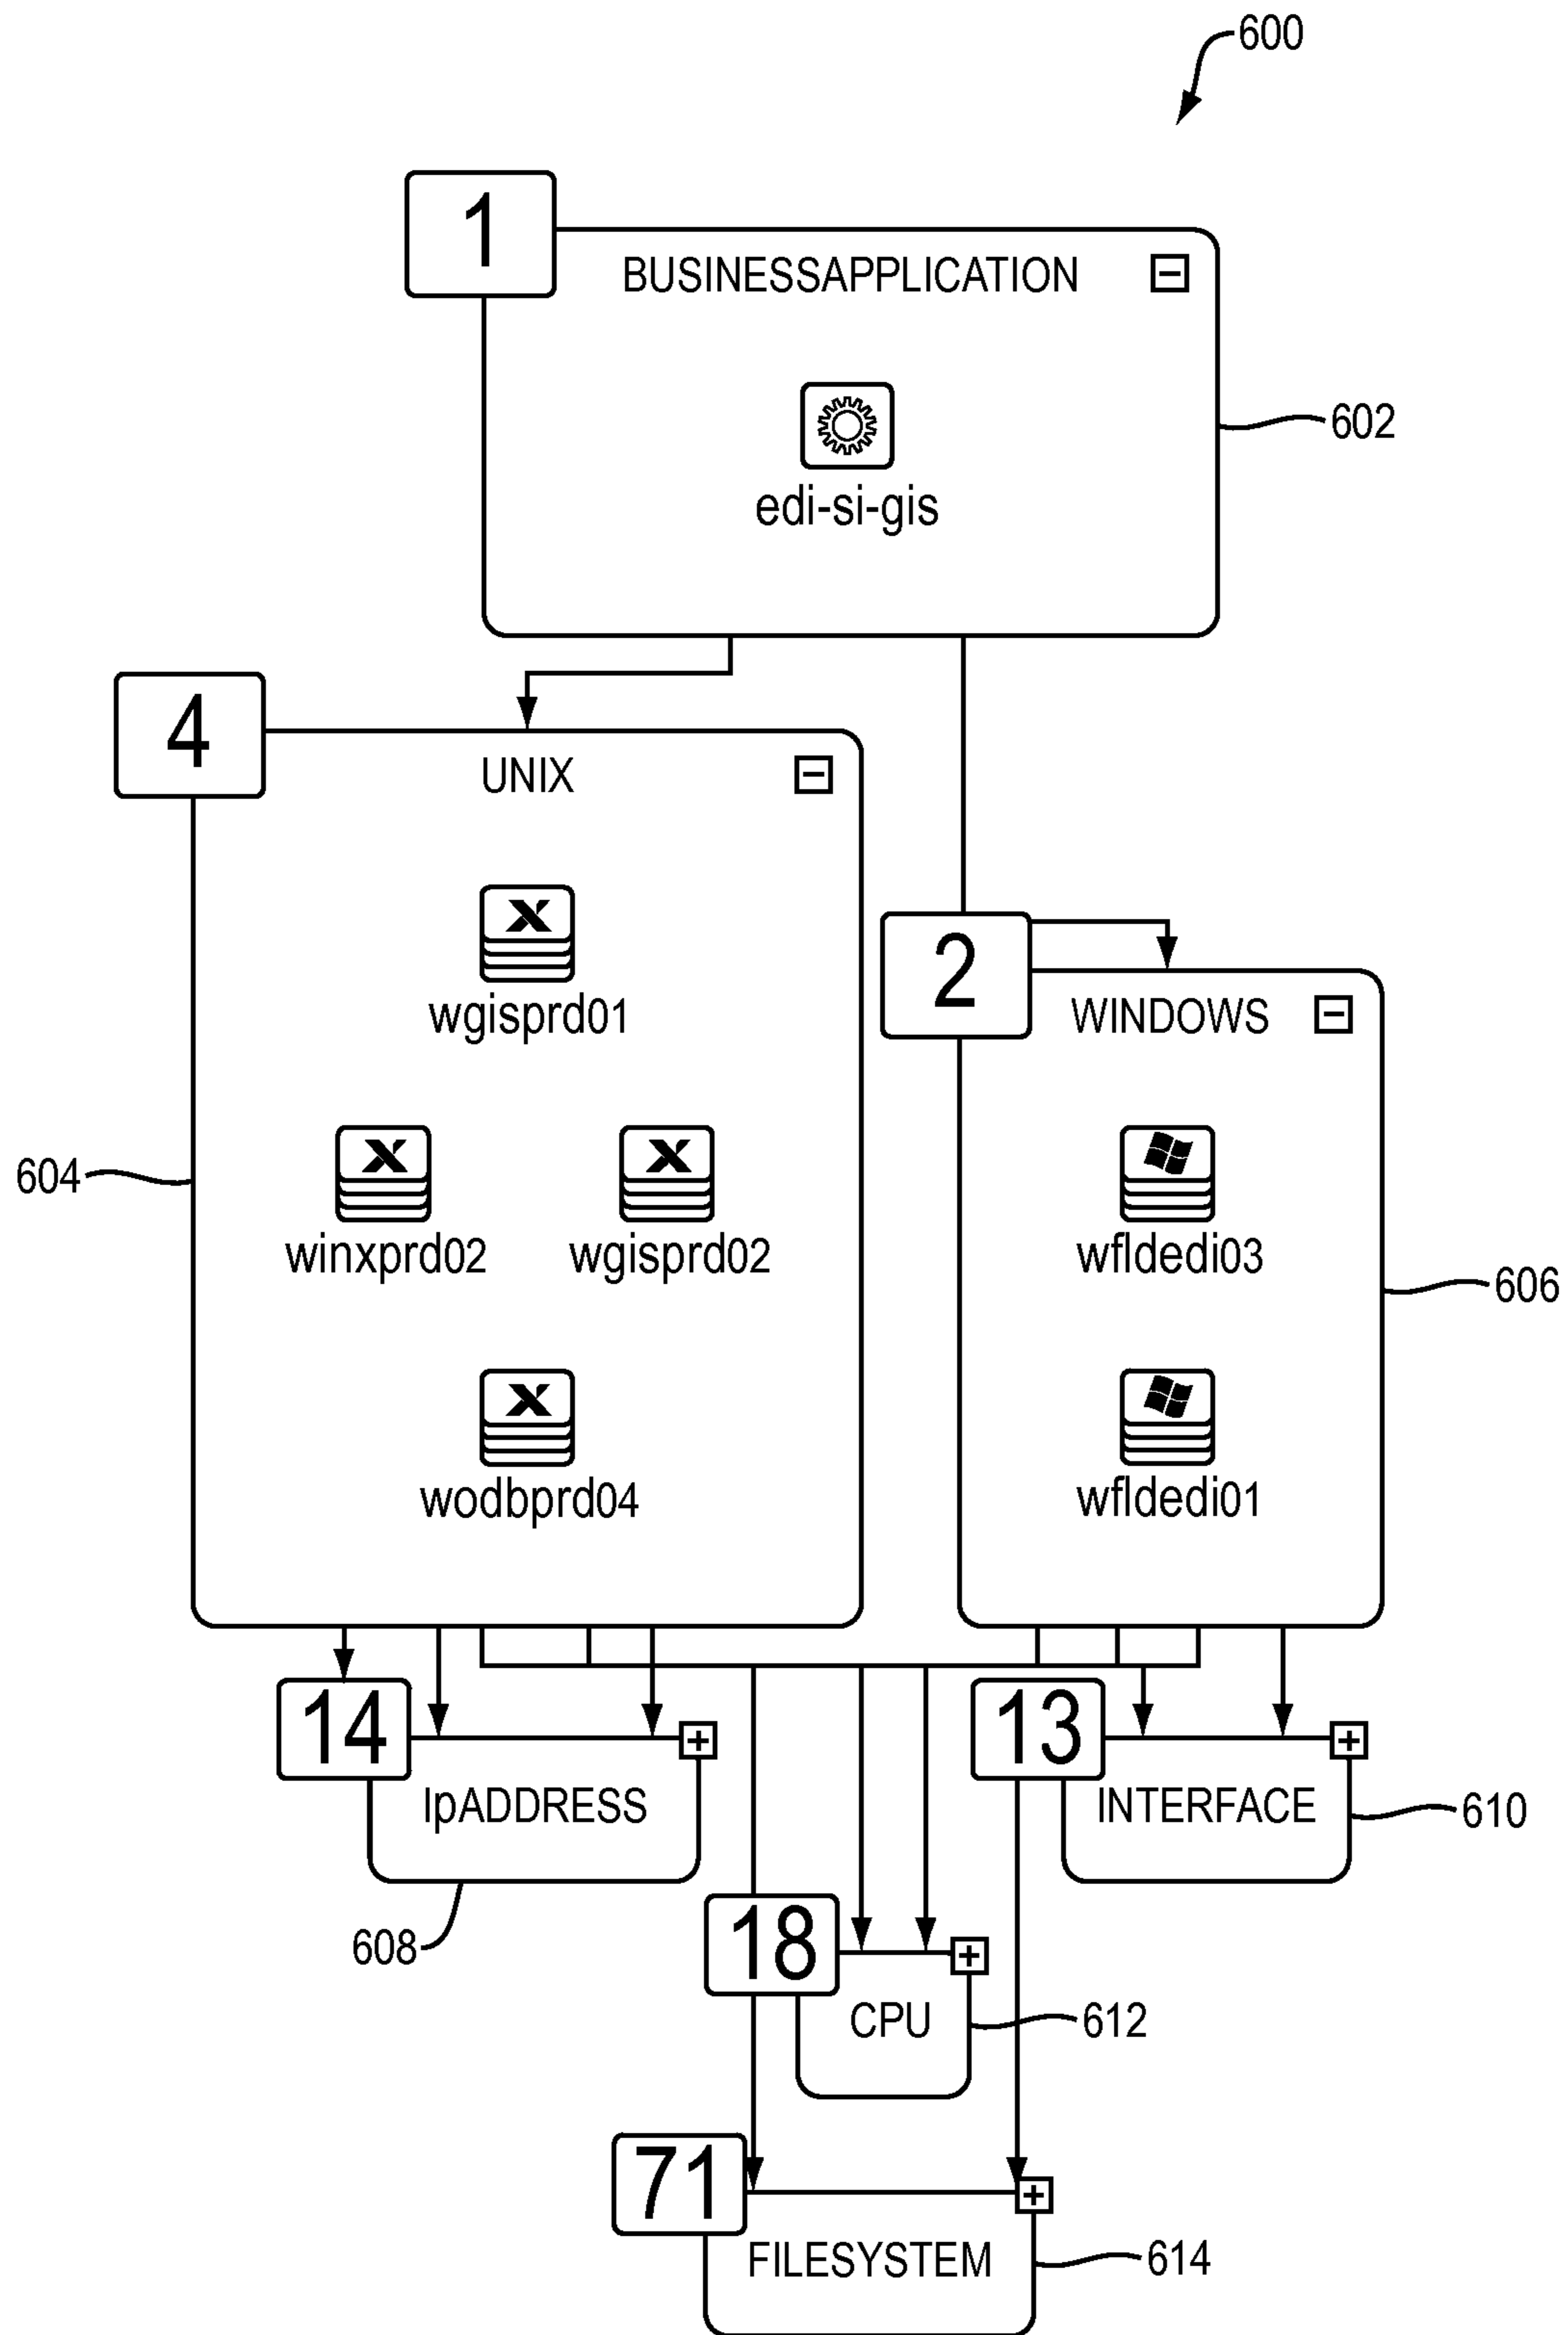 600
1
BUSINESSAPPLICATION
602
edi-si-gis
4
UNIX
2
WINDOWS
wgisprd01
604
winxprd02
wgisprd02
wfldedi03
606
wodbprd04
wfldedi01
14
13
IpADDRESS
INTERFACE
610
608
18
CPU
612
71
FILESYSTEM
614